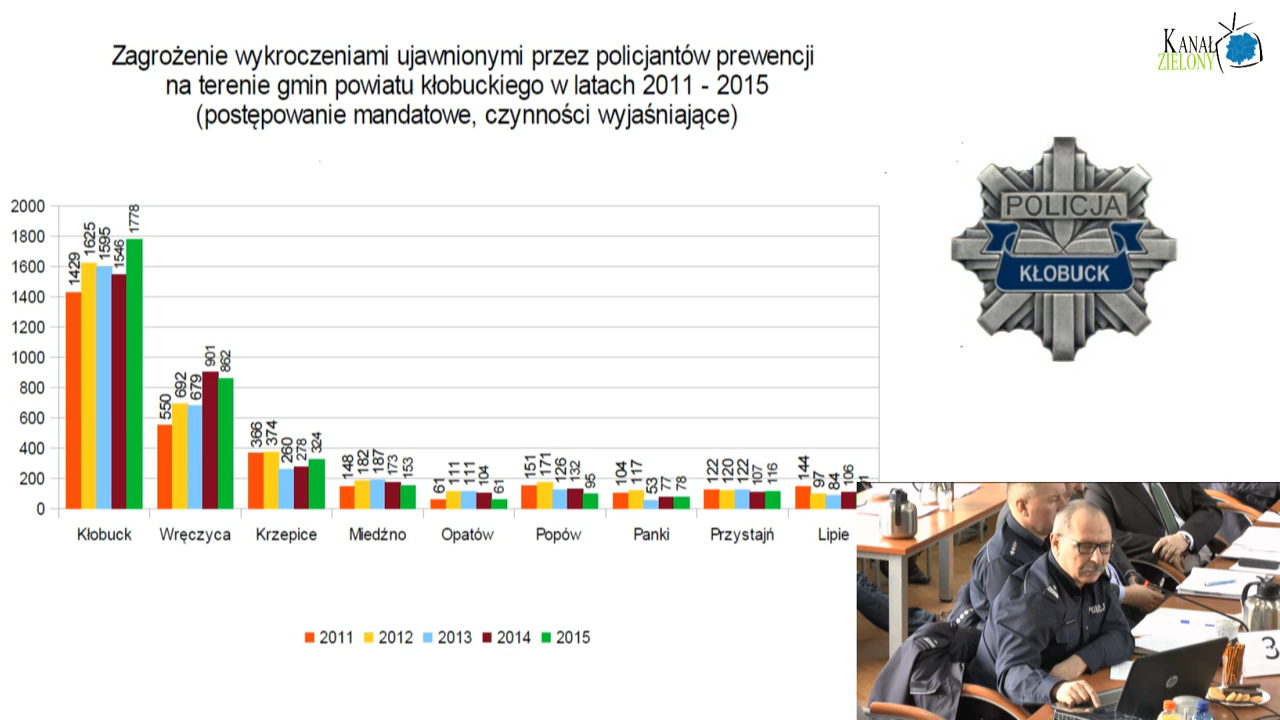 Zagrożenie wykroczeniami ujawnionymi przez policjantów prewencji
na terenie gmin powiatu kłobuckiego w latach 2011 - 2015
(postępowanie mandatowe, czynności wyjaśniające)
KANAŁ
ZIELONY
POLICJA
KŁOBUCK
2000
1800
1600
1400
1200
1000
800
600
400
200
0
1429 1625 1595 1546 1778
550 692 679 901 862
366 374 260 278 324
148 182 187 173 153
61 111 111 104 61
151 171 126 132 95
104 117 53 77 78
122 120 122 107 116
144 97 84 106
Kłobuck Wręczyca Krzepice Miedźno Opatów Popów Panki Przystajń Lipie
2011 2012 2013 2014 2015
3